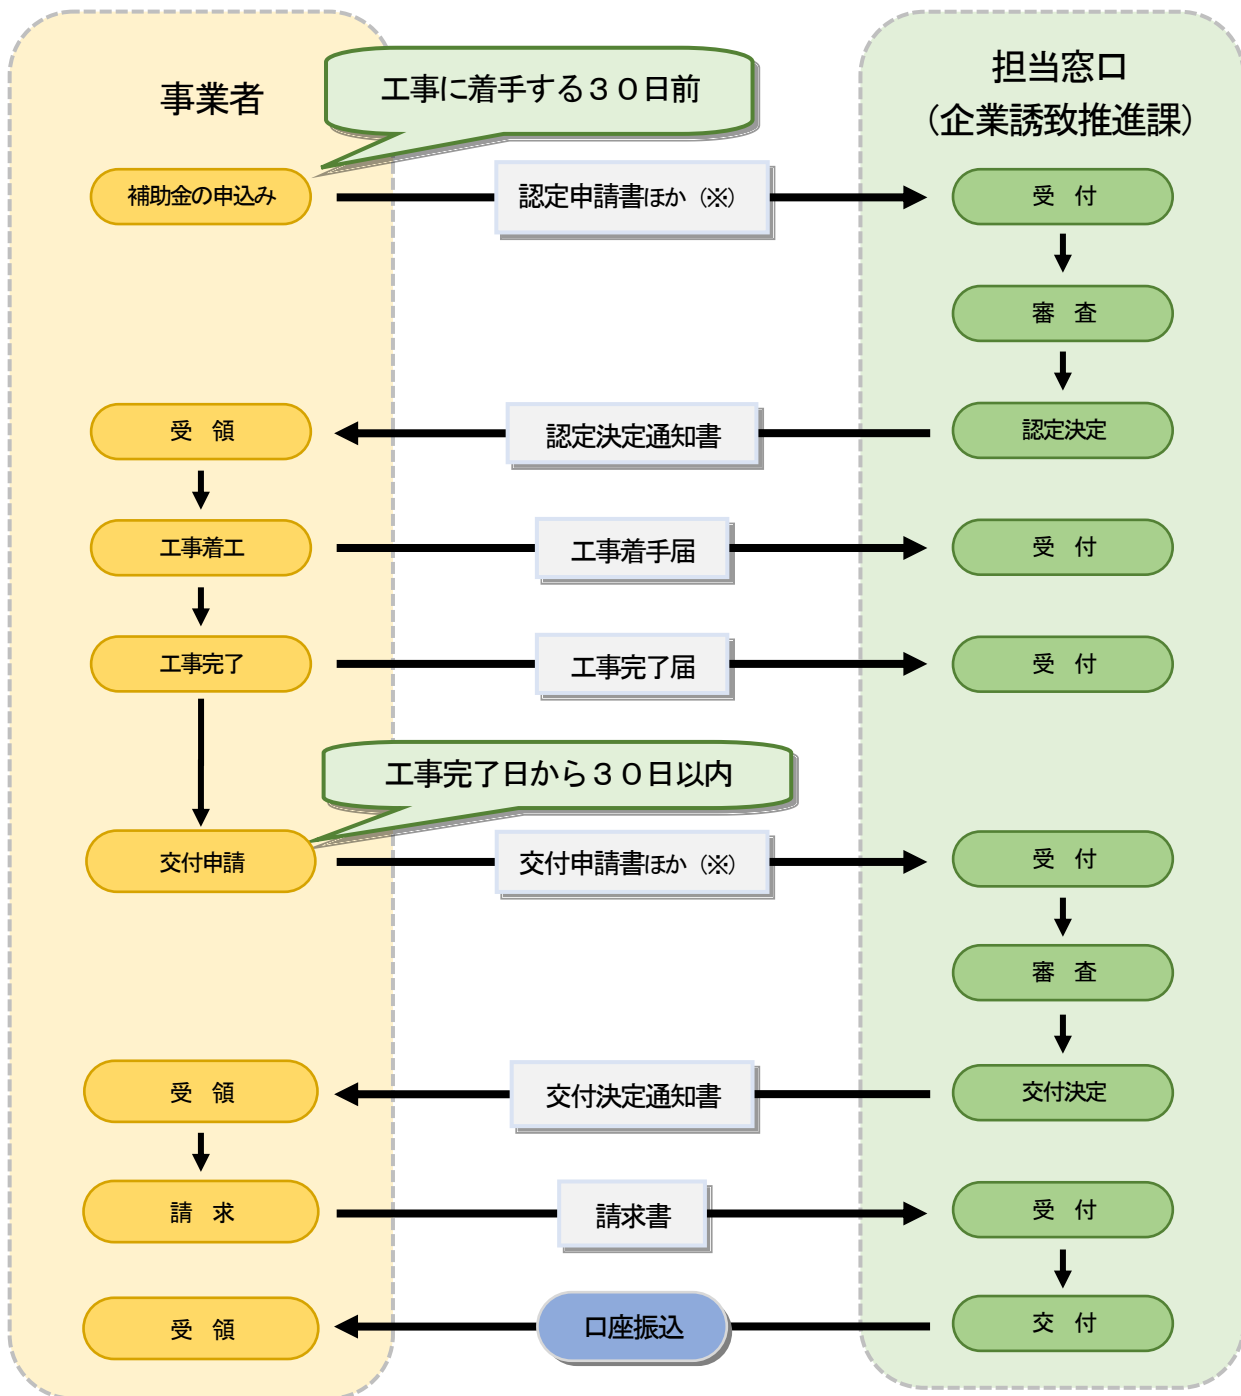 事業者
工事に着手する３０日前
担当窓口
（企業誘致推進課）
補助金の申込み
認定申請書ほか（※）
受　付
審　査
受　領
認定決定通知書
認定決定
工事着工
工事着手届
受　付
工事完了
工事完了届
受　付
工事完了日から３０日以内
交付申請
交付申請書ほか（※）
受　付
審　査
受　領
交付決定通知書
交付決定
請　求
請求書
受　付
受　領
口座振込
交　付